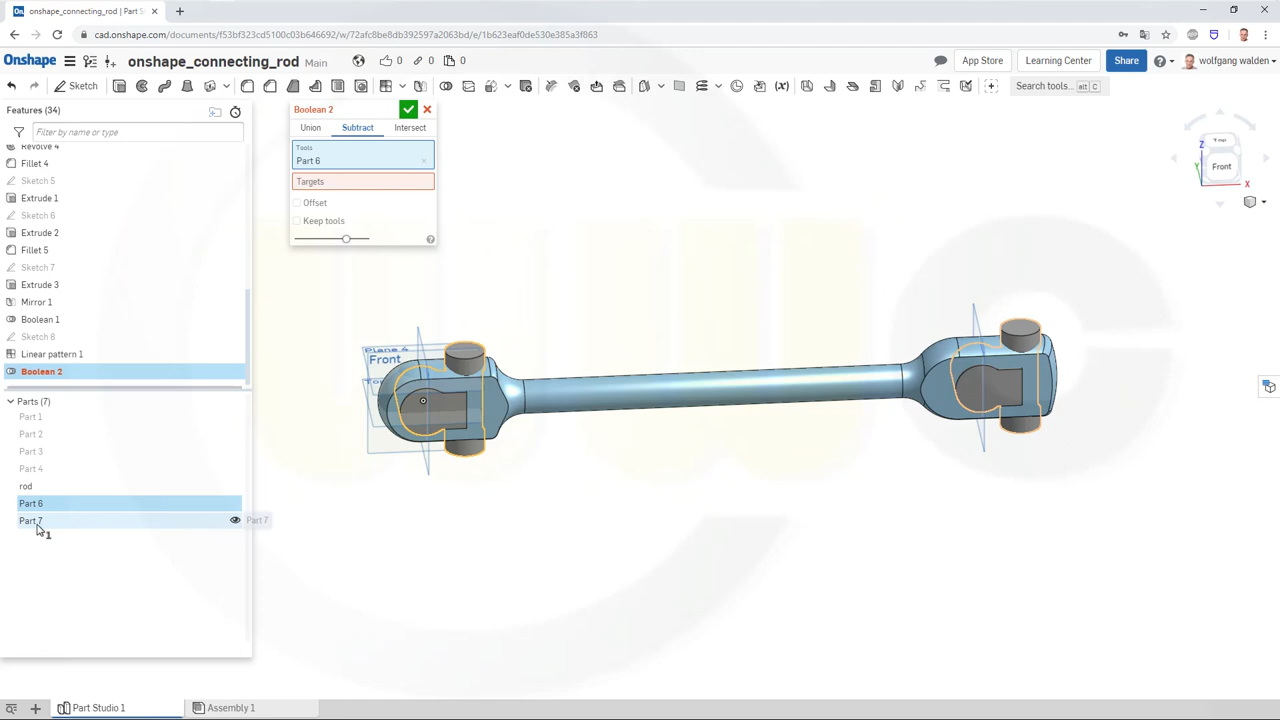 onshape_connecting_rod | Part S
cad.onshape.com/documents/f53bf323cd5100c03b646692/w/72afc8be8db392597a2063bd/e/1b623eaf0de0e385a3f863
Onshape
onshape_connecting_rod Main
0 0 0
App Store
Learning Center
Share
wolfgang walden
Sketch
Search tools... alt C
Features (34)
Filter by name or type
Revolve 4
Fillet 4
Sketch 5
Extrude 1
Sketch 6
Extrude 2
Fillet 5
Sketch 7
Extrude 3
Mirror 1
Boolean 1
Sketch 8
Linear pattern 1
Boolean 2
Parts (7)
Part 1
Part 2
Part 3
Part 4
rod
Part 6
Part 7
Part 7
1
Boolean 2
Union Subtract Intersect
Tools
Part 6
Targets
Offset
Keep tools
Plane 4
Front
Z
Y
X
Front
Part Studio 1
Assembly 1